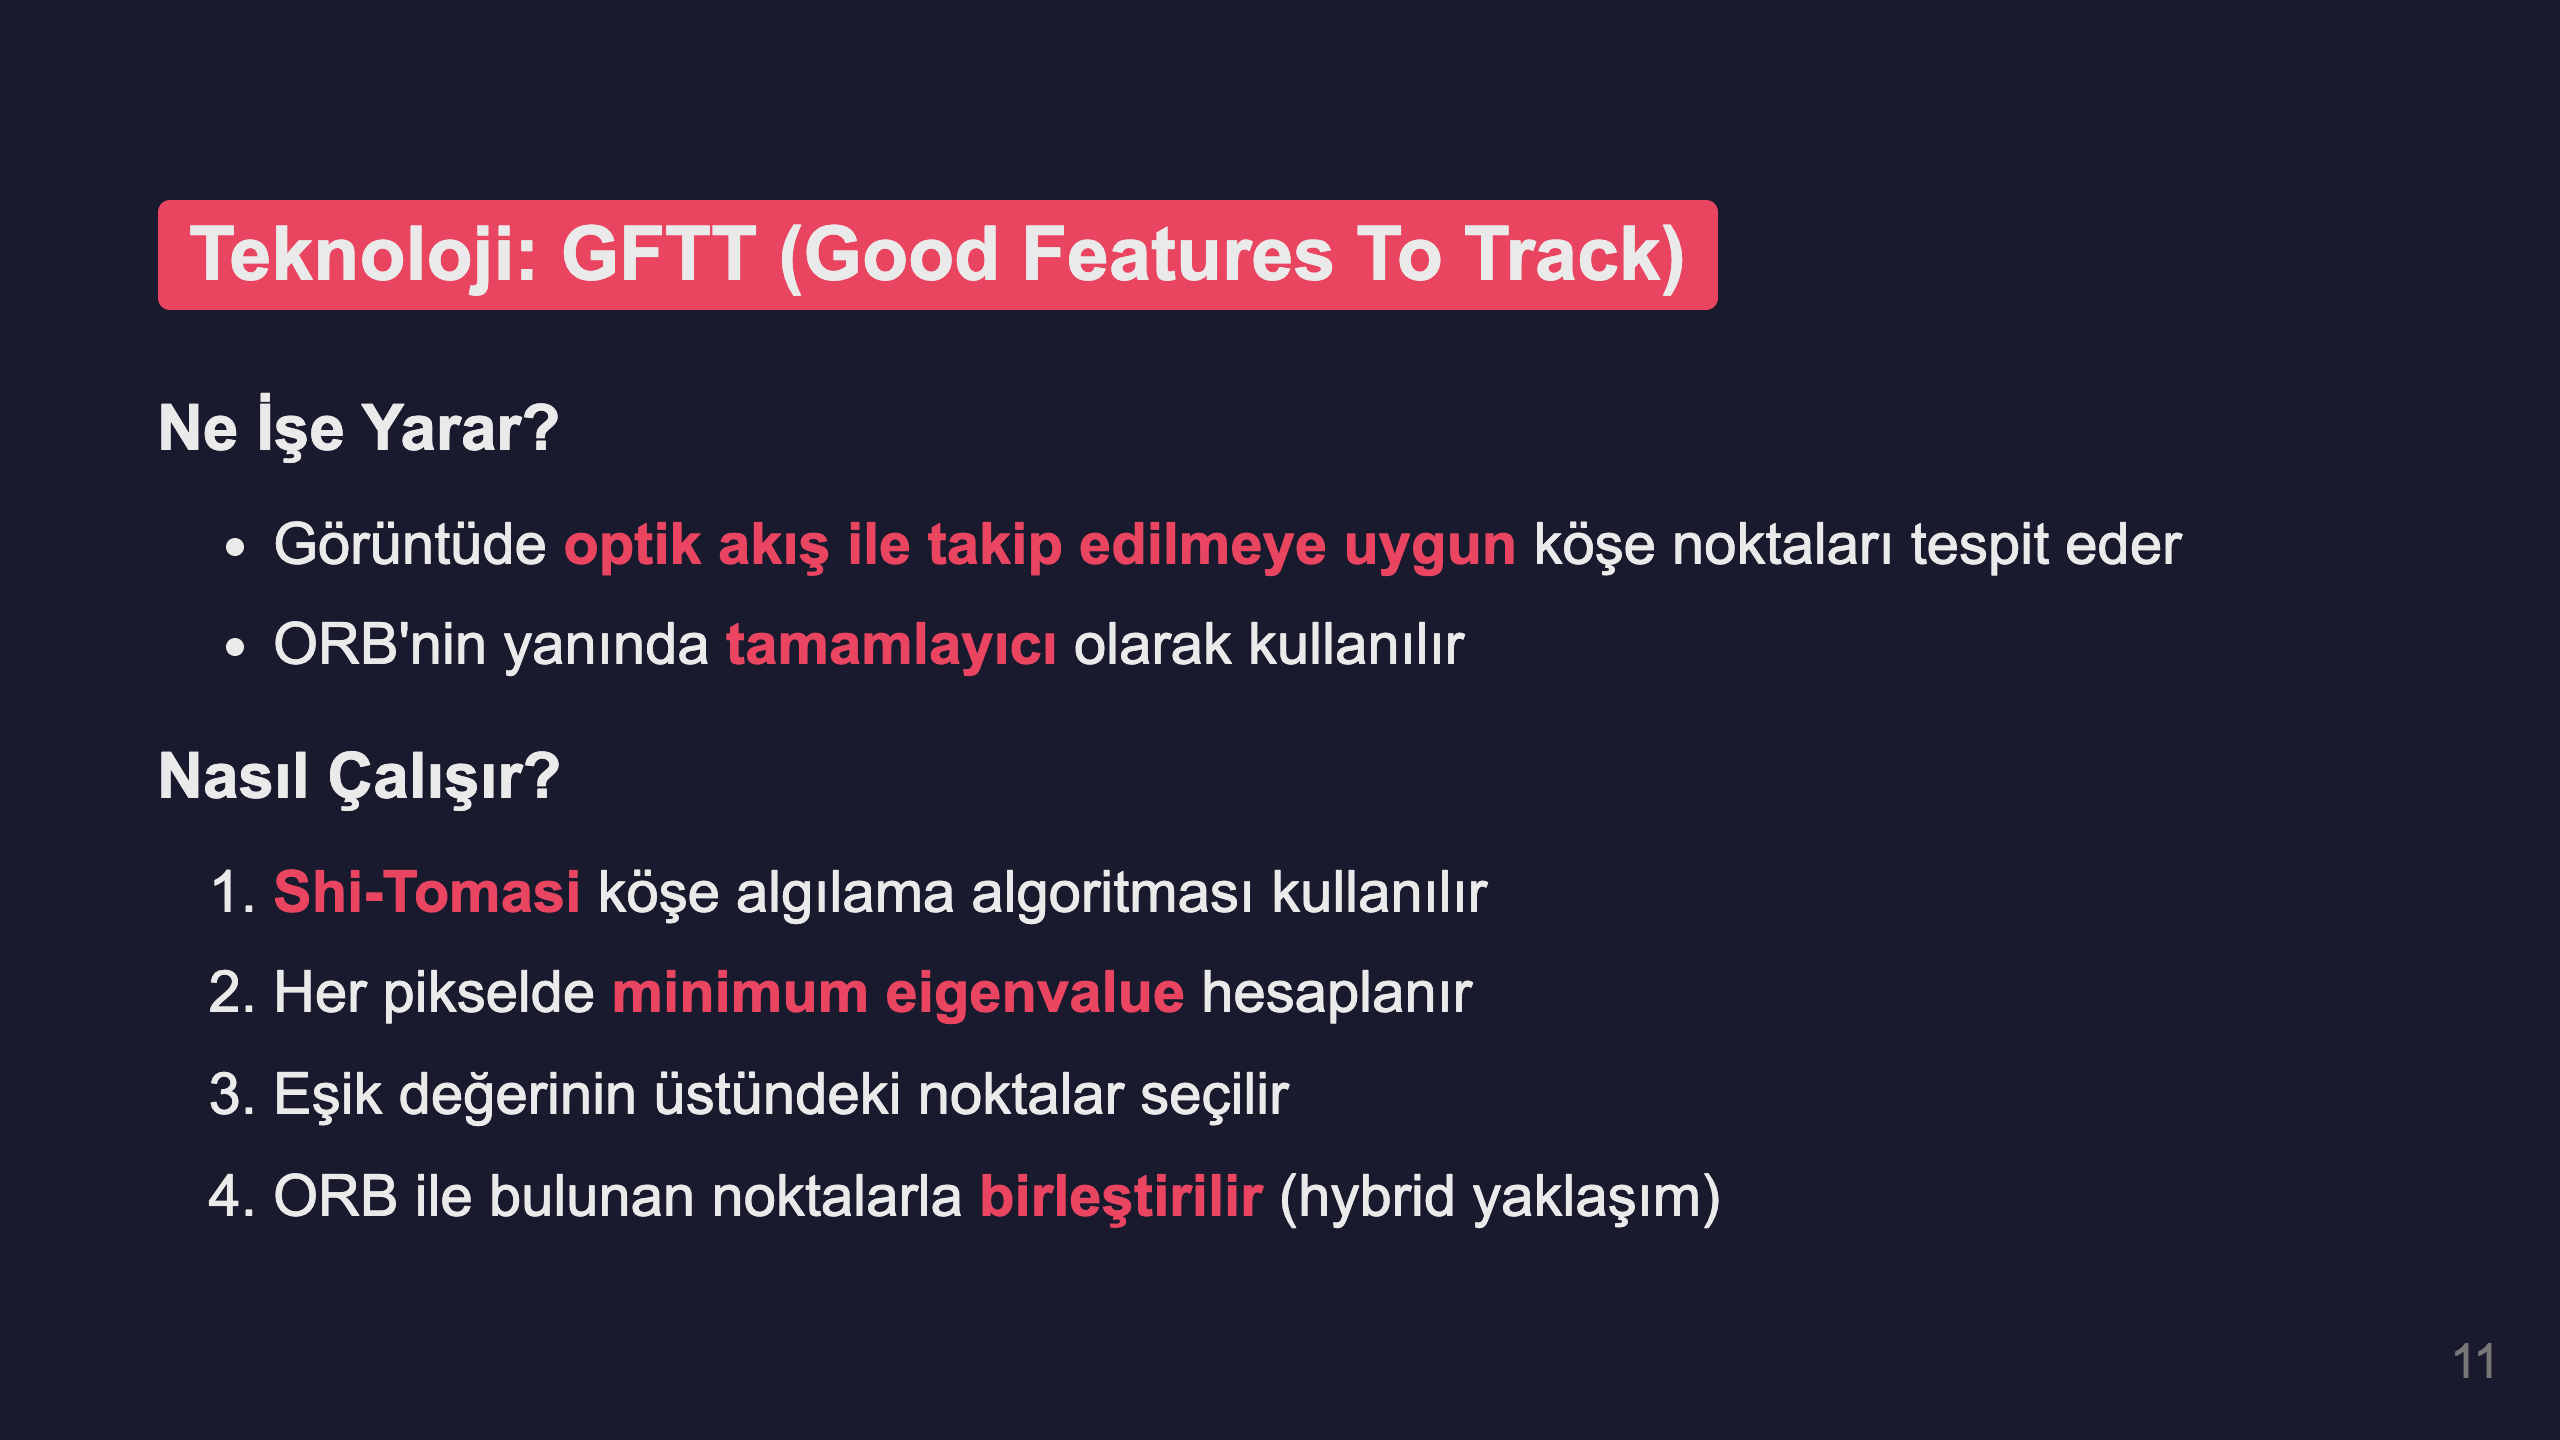 Teknoloji: GFTT (Good Features To Track)
Ne İşe Yarar?
• Görüntüde optik akış ile takip edilmeye uygun köşe noktaları tespit eder
• ORB'nin yanında tamamlayıcı olarak kullanılır
Nasıl Çalışır?
1. Shi-Tomasi köşe algılama algoritması kullanılır
2. Her pikselde minimum eigenvalue hesaplanır
3. Eşik değerinin üstündeki noktalar seçilir
4. ORB ile bulunan noktalarla birleştirilir (hybrid yaklaşım)
11